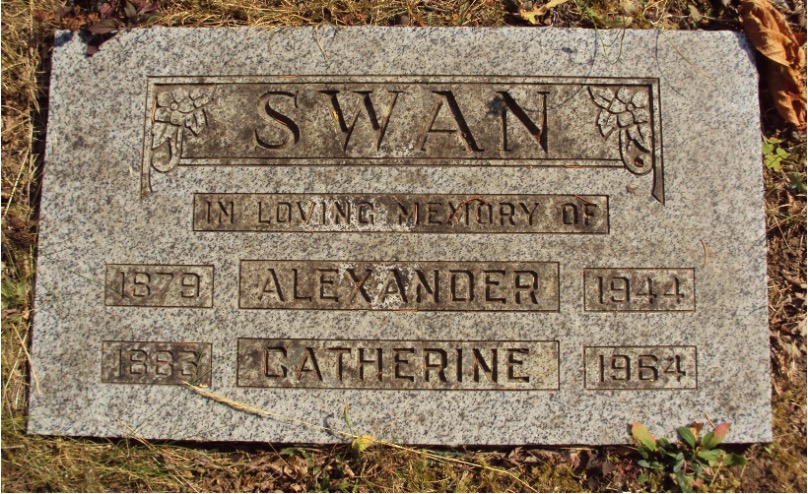 SWAN
IN LOVING MEMORY OF
1879 ALEXANDER 1944
1883 CATHERINE 1964